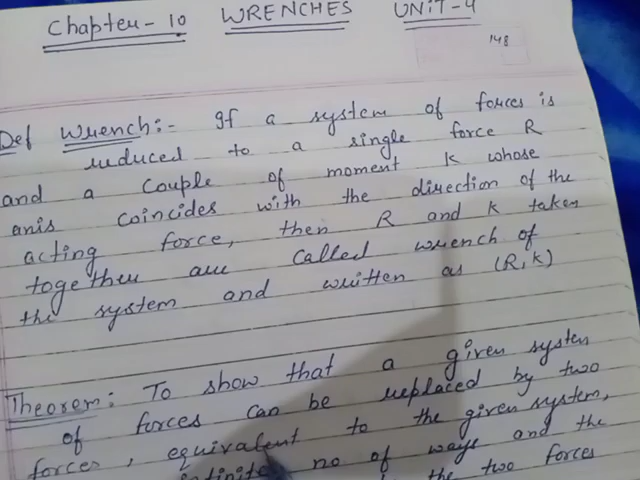 Chapter - 10 WRENCHES UNIT - 4
148
Def Wrench :- If a system of forces is
reduced to a single force R
and a couple of moment K whose
axis coincides with the direction of the
acting force, then R and K taken
together are called wrench of
the system and written as (R, K)
Theorem : To show that a given system
of forces can be replaced by two
forces, equivalent to the given system,
infinite no of ways and the
the two forces